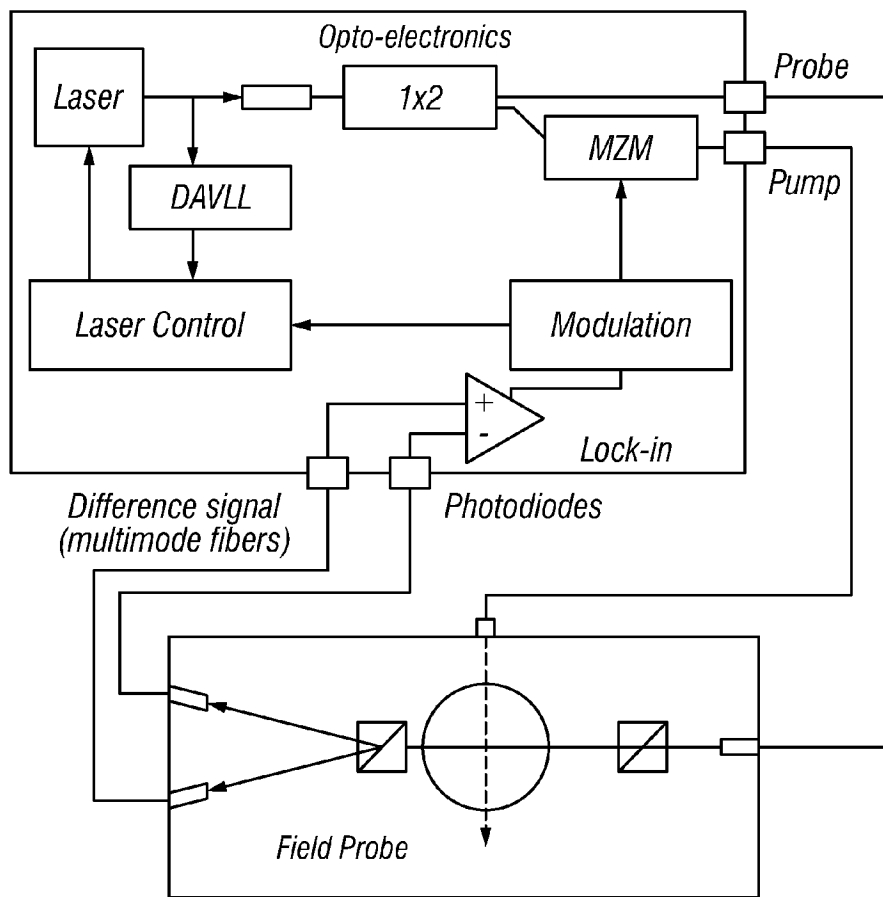 Opto-electronics
Probe
Laser
1x2
MZM
Pump
DAVLL
Laser Control
Modulation
+
-
Lock-in
Difference signal
(multimode fibers)
Photodiodes
Field Probe